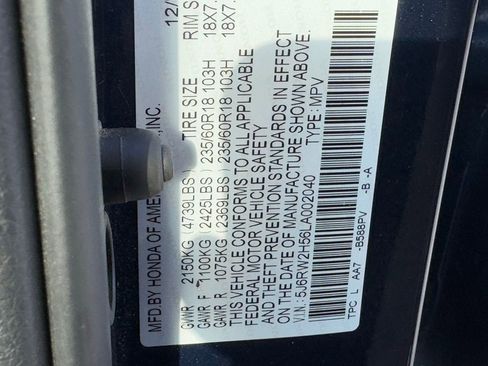 MFD.BY HONDA OF AMERI INC. 12/
GVWR 2150KG (4739LBS) TIRE SIZE RIM S
GAWR F 1100KG (2425LBS) 235/60R18 103H 18X7.
GAWR R 1075KG (2369LBS) 235/60R18 103H 18X7.
THIS VEHICLE CONFORMS TO ALL APPLICABLE
FEDERAL MOTOR VEHICLE SAFETY
AND THEFT PREVENTION STANDARDS IN EFFECT
ON THE DATE OF MANUFACTURE SHOWN ABOVE.
VIN: 5J6RW2H56LA002040 TYPE: MPV
TPC L AA7 -B588PV -B -A